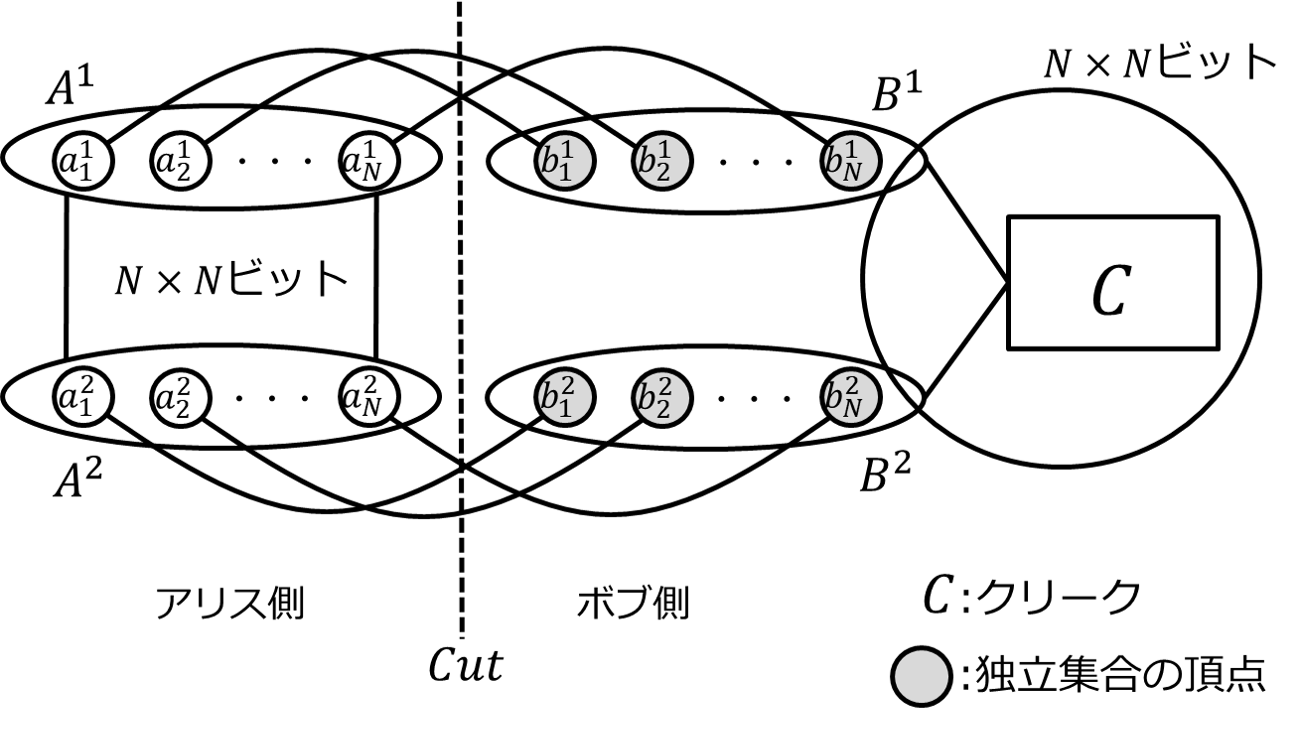 N × Nビット
A^1
B^1
a_1^1 a_2^1 · · · a_N^1 b_1^1 b_2^1 · · · b_N^1
N × Nビット
C
a_1^2 a_2^2 · · · a_N^2 b_1^2 b_2^2 · · · b_N^2
A^2
B^2
アリス側 ボブ側
C:クリーク
Cut
:独立集合の頂点